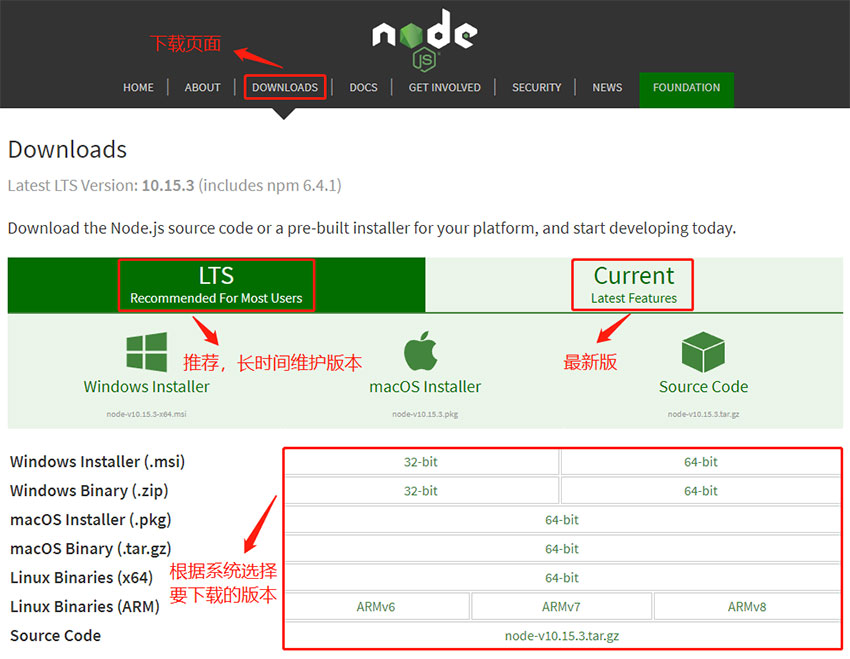 下载页面
node
JS
HOME
ABOUT
DOWNLOADS
DOCS
GET INVOLVED
SECURITY
NEWS
FOUNDATION
Downloads
Latest LTS Version: 10.15.3 (includes npm 6.4.1)
Download the Node.js source code or a pre-built installer for your platform, and start developing today.
LTS
Recommended For Most Users
Current
Latest Features
推荐，长时间维护版本
最新版
Windows Installer
macOS Installer
Source Code
node-v10.15.3-x64.msi
node-v10.15.3.pkg
node-v10.15.3.tar.gz
Windows Installer (.msi)
32-bit
64-bit
Windows Binary (.zip)
32-bit
64-bit
macOS Installer (.pkg)
64-bit
macOS Binary (.tar.gz)
64-bit
Linux Binaries (x64)
64-bit
根据系统选择
要下载的版本
Linux Binaries (ARM)
ARMv6
ARMv7
ARMv8
Source Code
node-v10.15.3.tar.gz